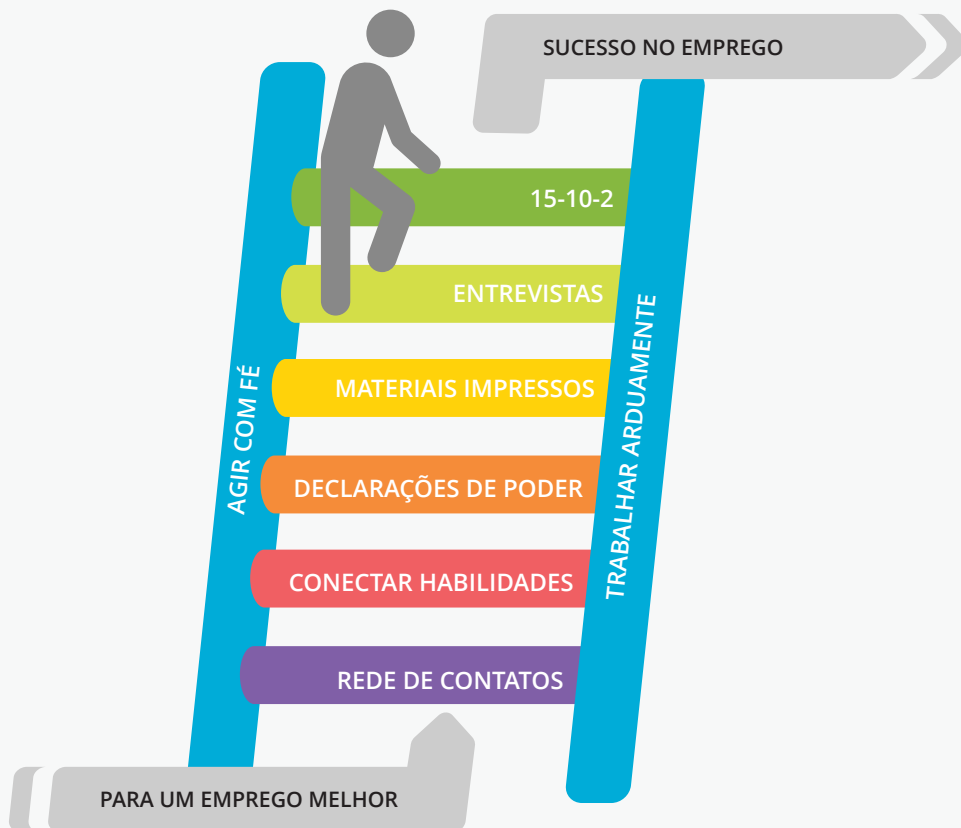 SUCESSO NO EMPREGO
15-10-2
ENTREVISTAS
MATERIAIS IMPRESSOS
DECLARAÇÕES DE PODER
CONECTAR HABILIDADES
REDE DE CONTATOS
AGIR COM FÉ
TRABALHAR ARDUAMENTE
PARA UM EMPREGO MELHOR